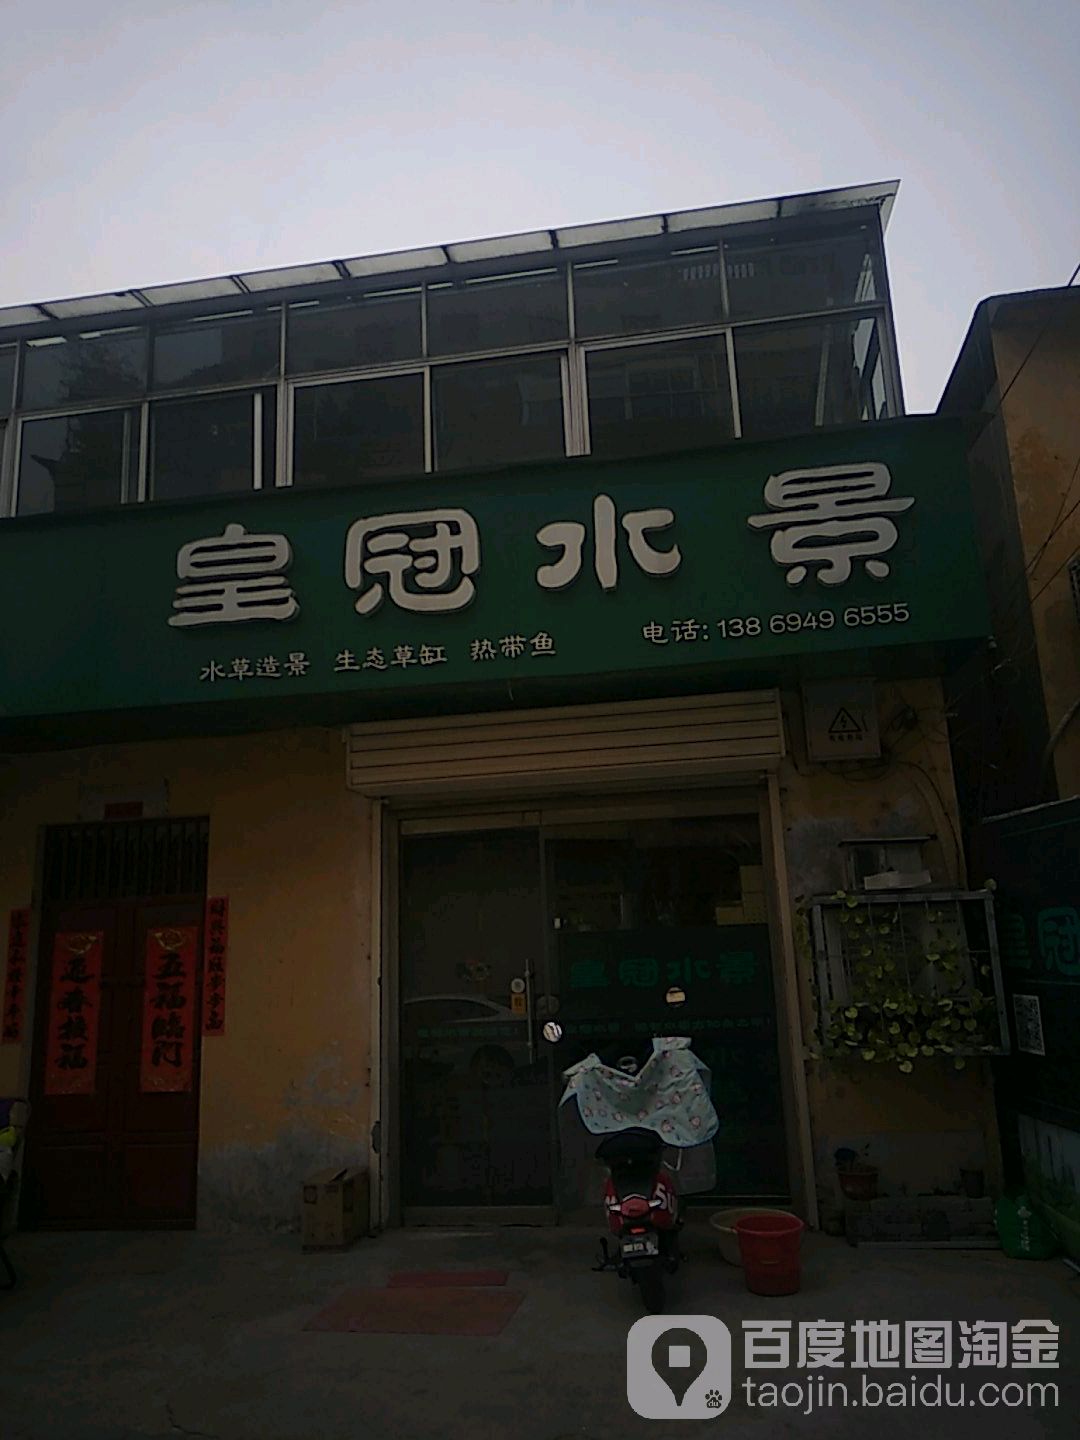 皇冠水景
水草造景 生态草缸 热带鱼
电话: 138 6949 6555
迎春接福
五福临门
皇冠水景
皇冠
百度地图淘金
taojin.baidu.com